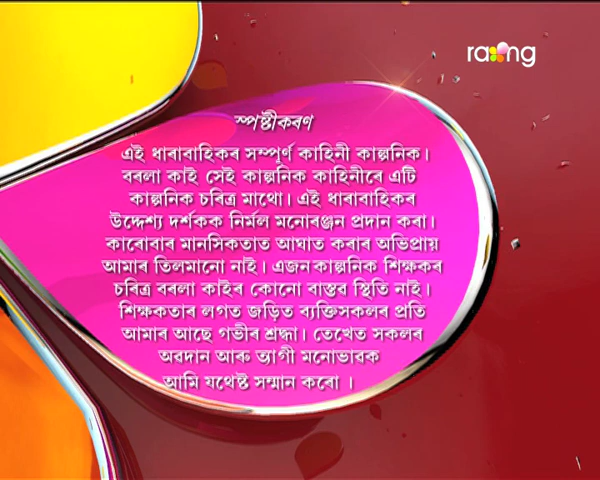 raong
স্পষ্টীকৰণ
এই ধাৰাবাহিকৰ সম্পূৰ্ণ কাহিনী কাল্পনিক।
বৰলা কাই সেই কাল্পনিক কাহিনীৰে এটি
কাল্পনিক চৰিত্ৰ মাথো। এই ধাৰাবাহিকৰ
উদ্দেশ্য দৰ্শকক নিৰ্মল মনোৰঞ্জন প্ৰদান কৰা।
কাৰোবাৰ মানসিকতাত আঘাত কৰাৰ অভিপ্ৰায়
আমাৰ তিলমানো নাই। এজন কাল্পনিক শিক্ষকৰ
চৰিত্ৰ বৰলা কাইৰ কোনো বাস্তৱ স্থিতি নাই।
শিক্ষকতাৰ লগত জড়িত ব্যক্তিসকলৰ প্ৰতি
আমাৰ আছে গভীৰ শ্ৰদ্ধা। তেখেত সকলৰ
অৱদান আৰু ত্যাগী মনোভাৱক
আমি যথেষ্ট সন্মান কৰো ।